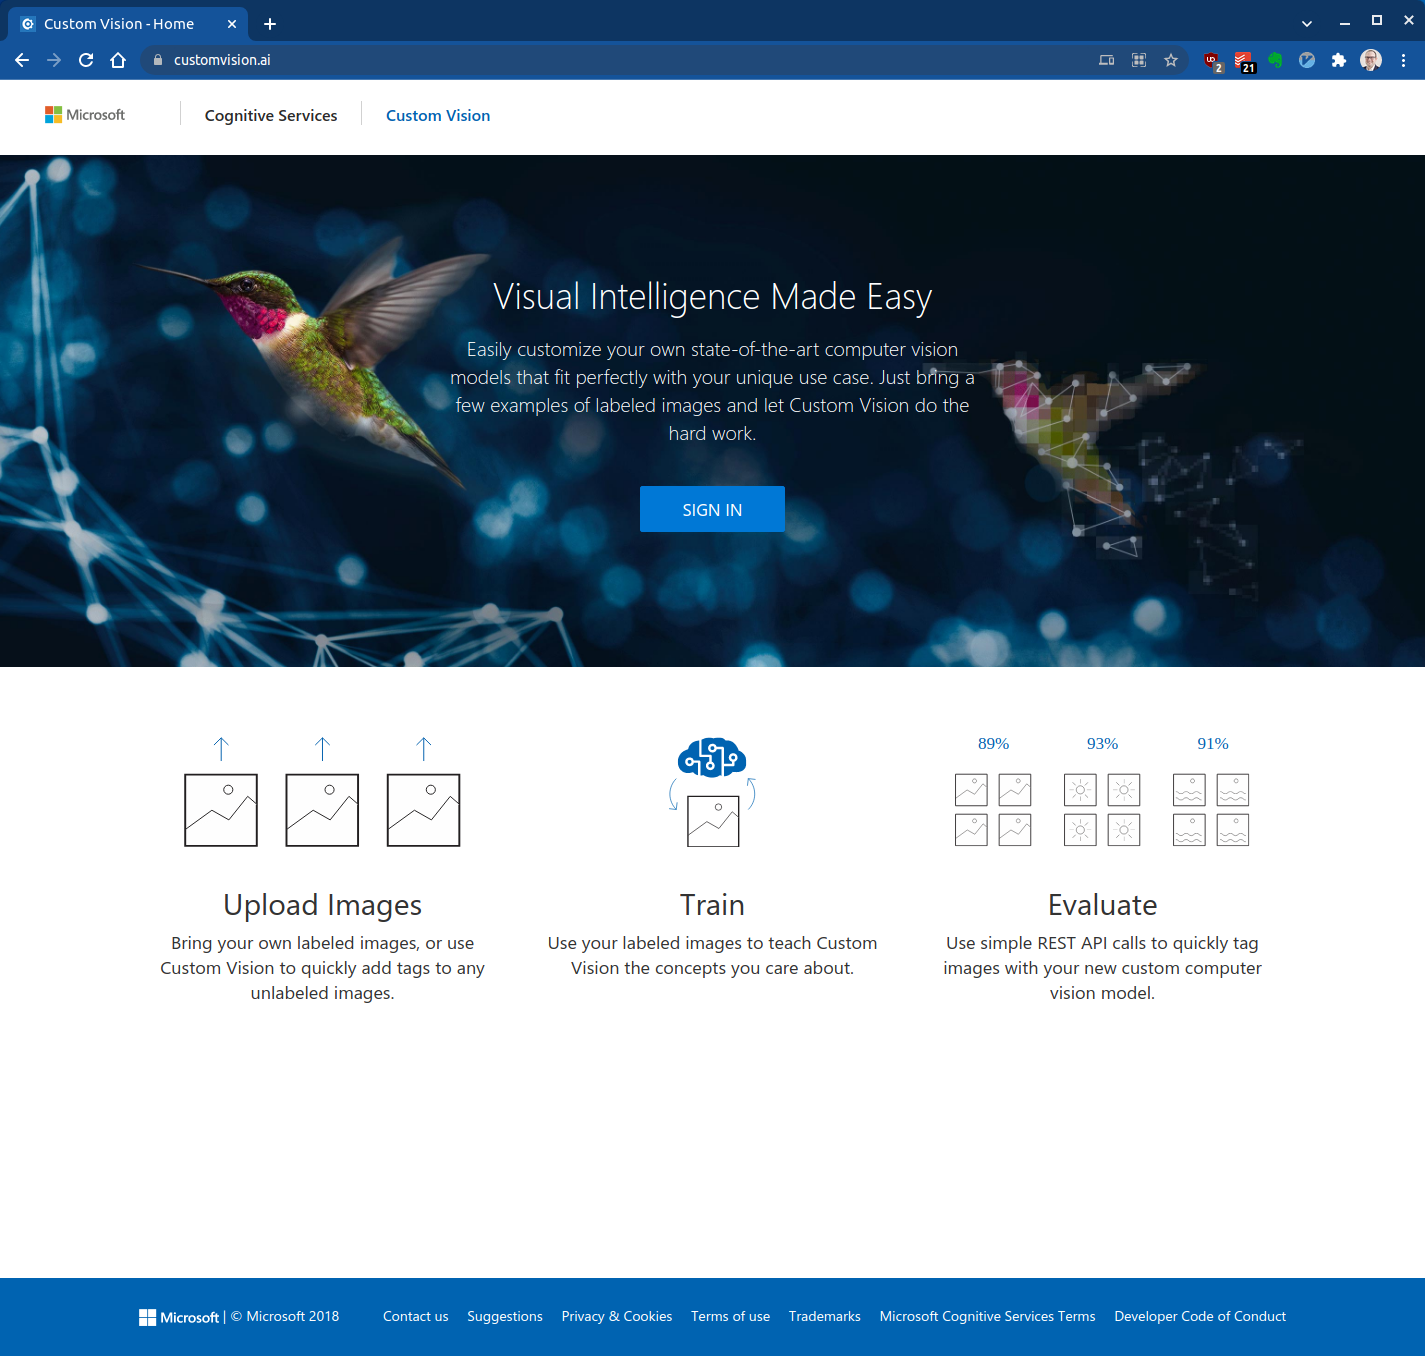 Custom Vision - Home
customvision.ai
2
21
Microsoft
Cognitive Services
Custom Vision
Visual Intelligence Made Easy
Easily customize your own state-of-the-art computer vision
models that fit perfectly with your unique use case. Just bring a
few examples of labeled images and let Custom Vision do the
hard work.
SIGN IN
89% 93% 91%
Upload Images
Bring your own labeled images, or use
Custom Vision to quickly add tags to any
unlabeled images.
Train
Use your labeled images to teach Custom
Vision the concepts you care about.
Evaluate
Use simple REST API calls to quickly tag
images with your new custom computer
vision model.
Microsoft | © Microsoft 2018 Contact us Suggestions Privacy & Cookies Terms of use Trademarks Microsoft Cognitive Services Terms Developer Code of Conduct